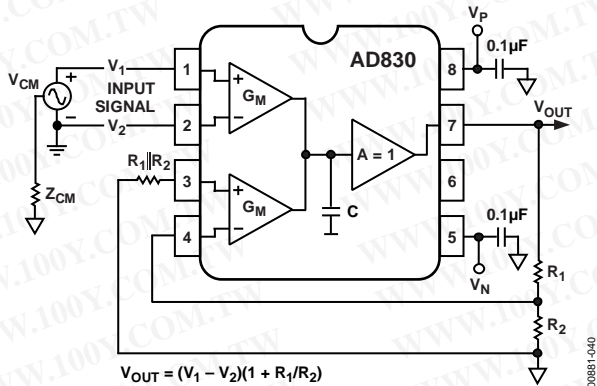 V_P
AD830
0.1µF
V_CM
+
−
V_1
INPUT
SIGNAL
V_2
1
2
3
4
8
7
6
5
+
−
G_M
+
−
G_M
A = 1
C
V_OUT
R_1||R_2
Z_CM
0.1µF
V_N
R_1
R_2
V_OUT = (V_1 – V_2)(1 + R_1/R_2)
00881-040
WWW.100Y.COM.TW